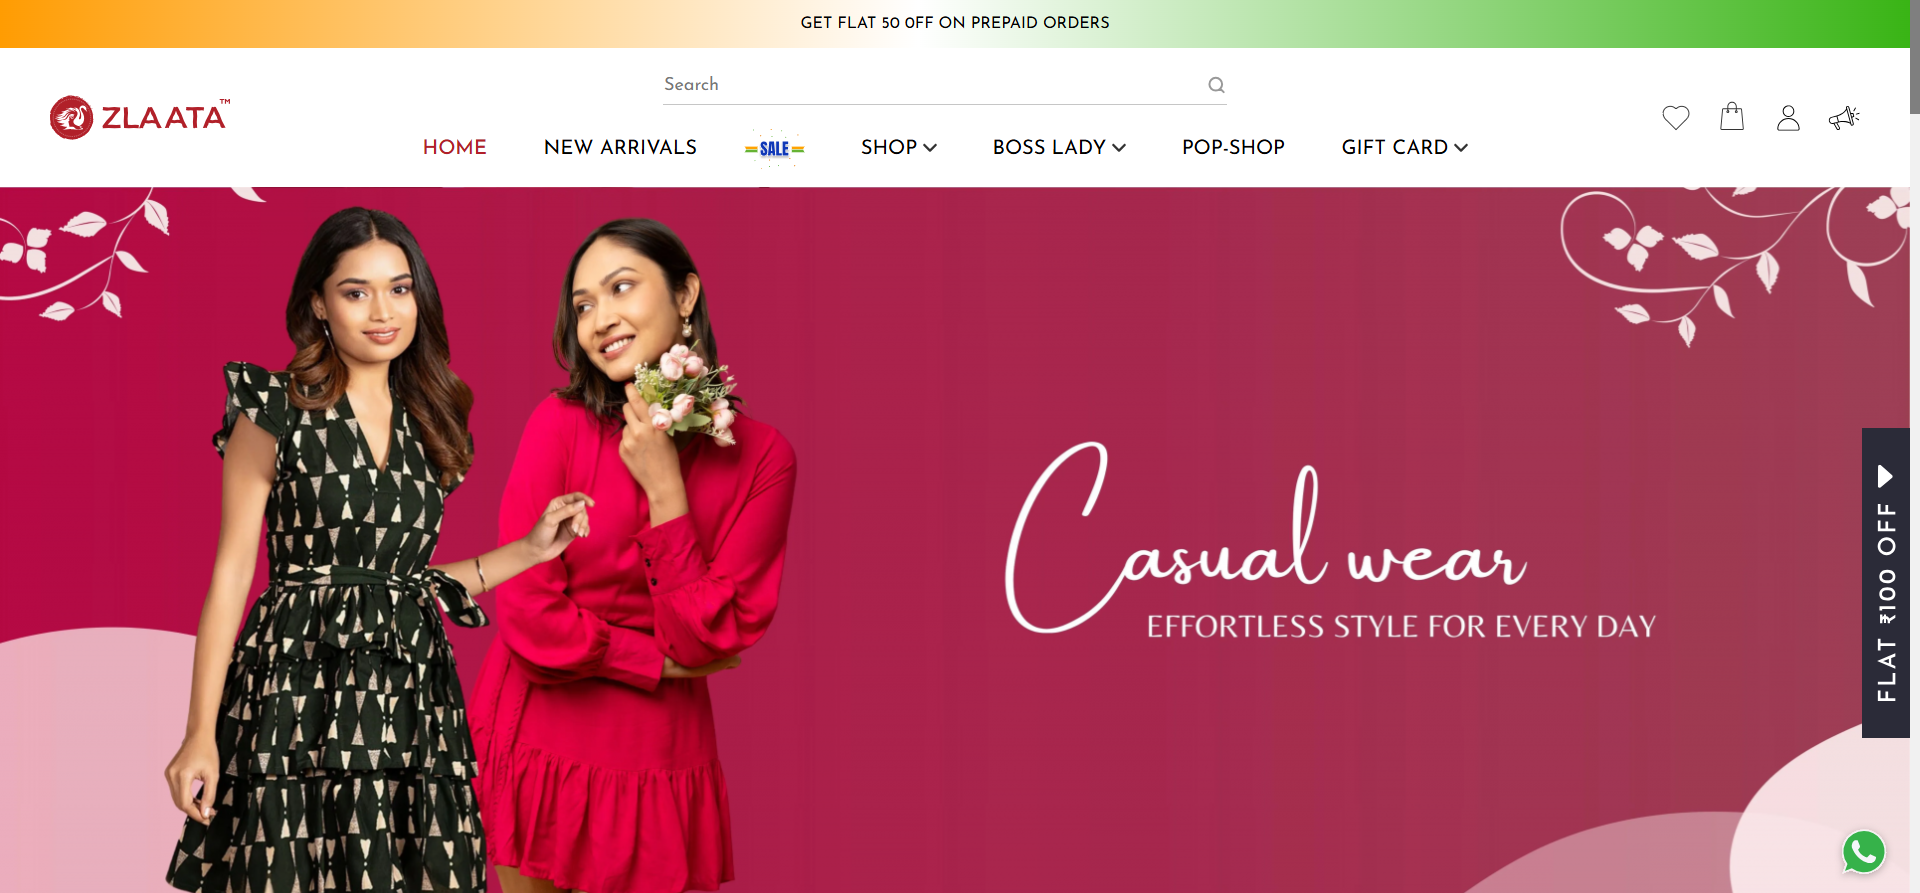 GET FLAT 50 OFF ON PREPAID ORDERS
Search
ZLAATA™
HOME NEW ARRIVALS SALE SHOP BOSS LADY POP-SHOP GIFT CARD
Casual wear
EFFORTLESS STYLE FOR EVERY DAY
FLAT ₹100 OFF